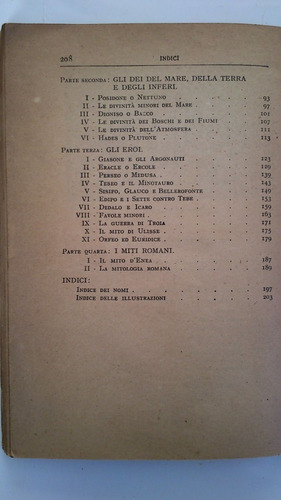 208 INDICI
PARTE SECONDA: GLI DEI DEL MARE, DELLA TERRA
E DEGLI INFERI.
I - POSIDONE O NETTUNO . . . . 93
II - LE DIVINITÀ MINORI DEL MARE . . . . 97
III - DIONISO O BACCO . . . . 101
IV - LE DIVINITÀ DEI BOSCHI E DEI FIUMI . . 107
V - LE DIVINITÀ DELL'ATMOSFERA . . . . 111
VI - HADES O PLUTONE . . . . 113
PARTE TERZA: GLI EROI.
I - GIASONE E GLI ARGONAUTI . . . . 123
II - ERACLE O ERCOLE . . . . 129
III - PERSEO O MEDUSA . . . . 139
IV - TESEO E IL MINOTAURO . . . . 143
V - SISIFO, GLAUCO E BELLEROFONTE . . . . 149
VI - EDIPO E I SETTE CONTRO TEBE . . . . 153
VII - DEDALO E ICARO . . . . 159
VIII - FAVOLE MINORI . . . . 163
IX - LA GUERRA DI TROIA . . . . 171
X - IL MITO DI ULISSE . . . . 175
XI - ORFEO ED EURIDICE . . . . 179
PARTE QUARTA: I MITI ROMANI.
I - IL MITO D'ENEA . . . . 187
II - LA MITOLOGIA ROMANA . . . . 189
INDICI:
INDICE DEI NOMI . . . . 197
INDICE DELLE ILLUSTRAZIONI . . . . 203